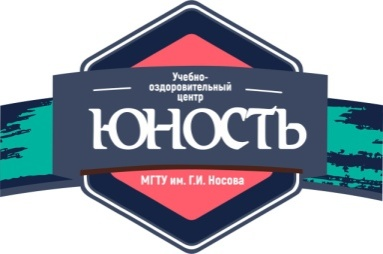 Учебно-
оздоровительный
центр
ЮНОСТЬ
МГТУ им. Г.И. Носова